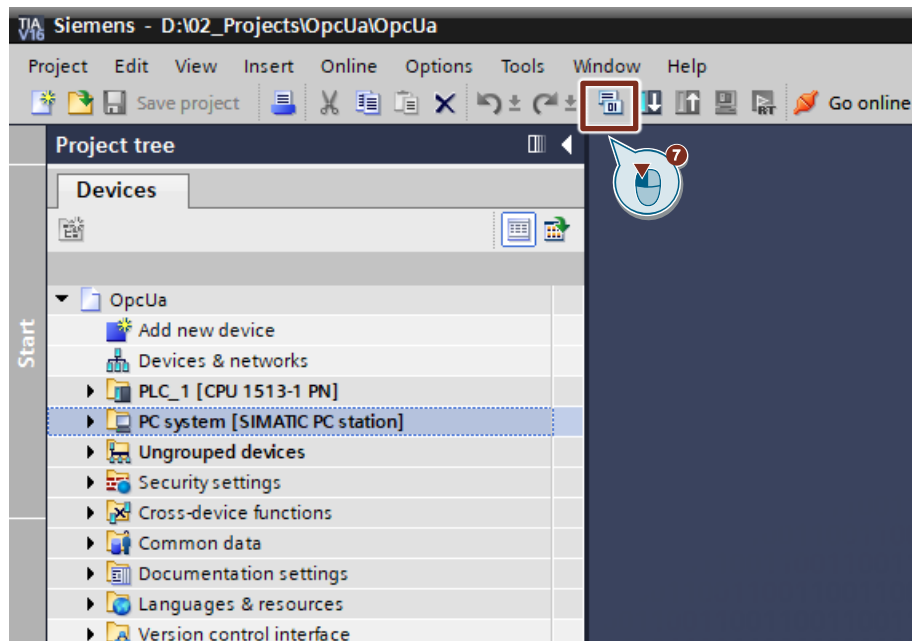 TIA V16 Siemens - D:\02_Projects\OpcUa\OpcUa
Project Edit View Insert Online Options Tools Window Help
Save project Go online
Project tree
7
Devices
OpcUa
Add new device
Devices & networks
PLC_1 [CPU 1513-1 PN]
PC system [SIMATIC PC station]
Ungrouped devices
Security settings
Cross-device functions
Common data
Documentation settings
Languages & resources
Version control interface
Start